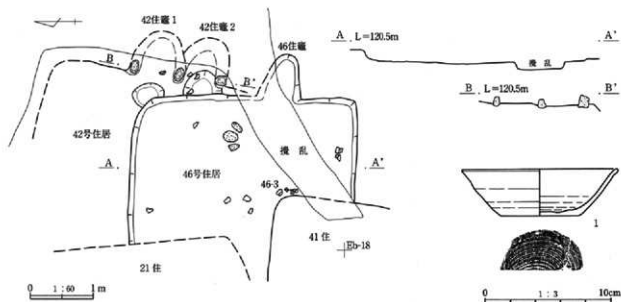 42住竈1
42住竈2
46住竈
B
B'
42号住居
A
46号住居
攪乱
A'
46-3
41住
Eb-18
21住
0 1:60 1m
A L=120.5m A'
攪乱
B L=120.5m B'
1
0 1:3 10cm